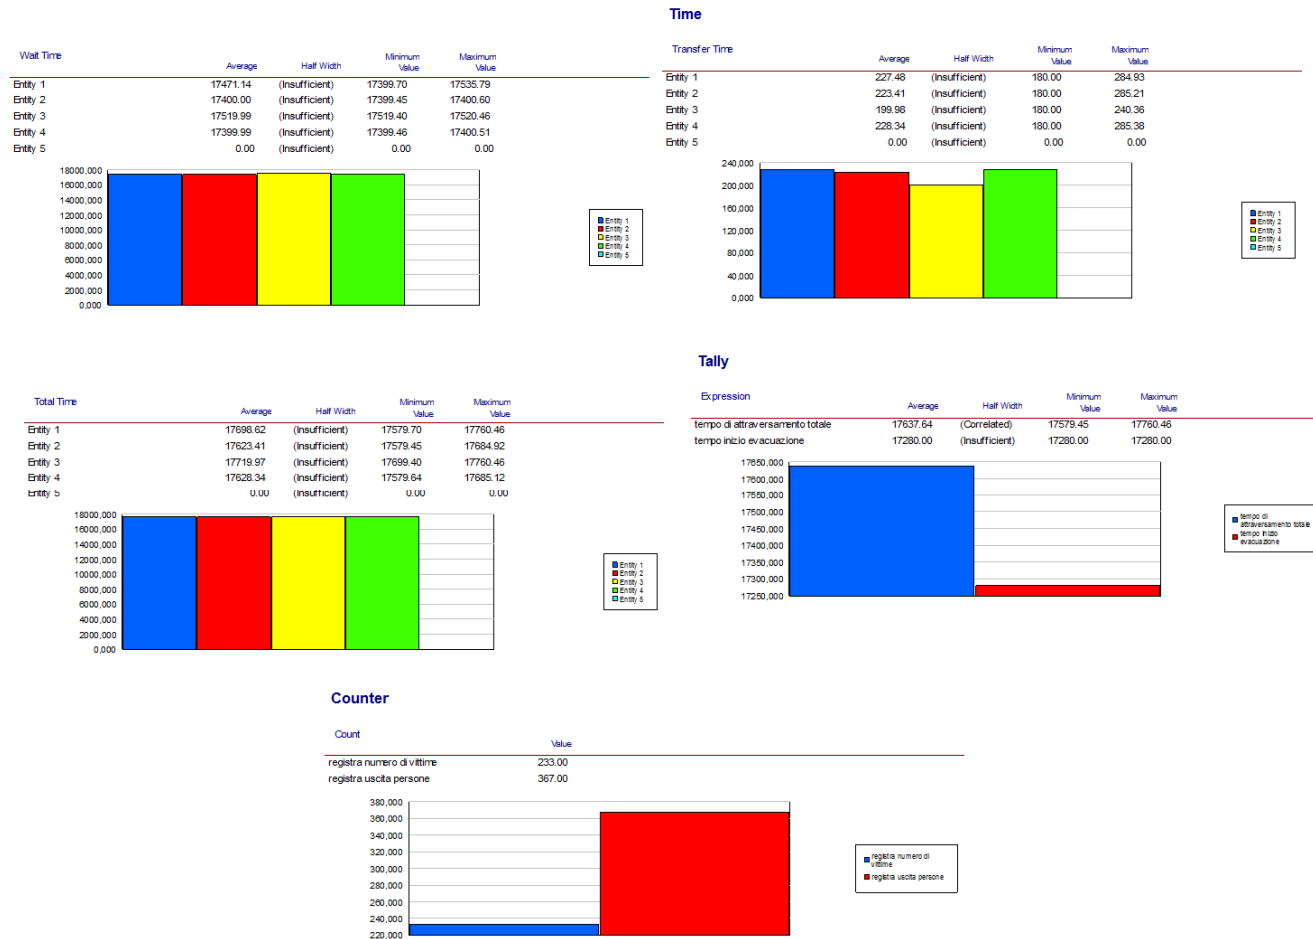 Time
Wait Time
Average Half Width Minimum Value Maximum Value
Entity 1 17471.14 (Insufficient) 17399.70 17535.79
Entity 2 17400.00 (Insufficient) 17399.45 17400.60
Entity 3 17519.99 (Insufficient) 17519.40 17520.46
Entity 4 17399.99 (Insufficient) 17399.46 17400.51
Entity 5 0.00 (Insufficient) 0.00 0.00
18000,000
16000,000
14000,000
12000,000
10000,000
8000,000
6000,000
4000,000
2000,000
0,000
Entity 1
Entity 2
Entity 3
Entity 4
Entity 5
Transfer Time
Average Half Width Minimum Value Maximum Value
Entity 1 227.48 (Insufficient) 180.00 284.93
Entity 2 223.41 (Insufficient) 180.00 285.21
Entity 3 199.98 (Insufficient) 180.00 240.36
Entity 4 228.34 (Insufficient) 180.00 285.38
Entity 5 0.00 (Insufficient) 0.00 0.00
240,000
200,000
160,000
120,000
80,000
40,000
0,000
Entity 1
Entity 2
Entity 3
Entity 4
Entity 5
Total Time
Average Half Width Minimum Value Maximum Value
Entity 1 17698.62 (Insufficient) 17579.70 17760.46
Entity 2 17623.41 (Insufficient) 17579.45 17684.92
Entity 3 17719.97 (Insufficient) 17699.40 17760.46
Entity 4 17628.34 (Insufficient) 17579.64 17685.12
Entity 5 0.00 (Insufficient) 0.00 0.00
18000,000
16000,000
14000,000
12000,000
10000,000
8000,000
6000,000
4000,000
2000,000
0,000
Entity 1
Entity 2
Entity 3
Entity 4
Entity 5
Tally
Expression
Average Half Width Minimum Value Maximum Value
tempo di attraversamento totale 17637.64 (Correlated) 17579.45 17760.46
tempo inizio evacuazione 17280.00 (Insufficient) 17280.00 17280.00
17650,000
17600,000
17550,000
17500,000
17450,000
17400,000
17350,000
17300,000
17250,000
tempo di
attraversamento totale
tempo inizio
evacuazione
Counter
Count
Value
registra numero di vittime 233.00
registra uscita persone 367.00
380,000
360,000
340,000
320,000
300,000
280,000
260,000
240,000
220,000
registra numero di
vittime
registra uscita persone